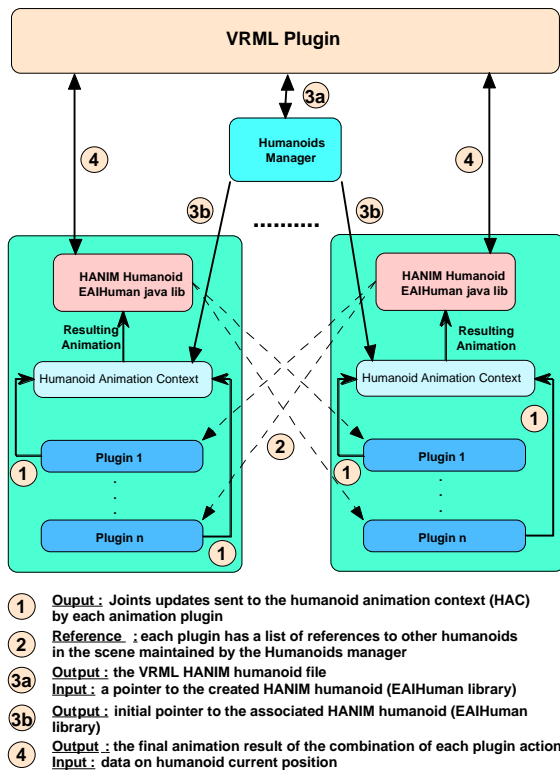 VRML Plugin
3a
Humanoids
Manager
4
4
3b
3b
..........
HANIM Humanoid
EAIHuman java lib
HANIM Humanoid
EAIHuman java lib
Resulting
Animation
Resulting
Animation
Humanoid Animation Context
Humanoid Animation Context
1
2
1
1
Plugin 1
Plugin 1
.
.
.
.
.
.
Plugin n
Plugin n
1
1 Ouput : Joints updates sent to the humanoid animation context (HAC)
by each animation plugin
2 Reference : each plugin has a list of references to other humanoids
in the scene maintained by the Humanoids manager
3a Output : the VRML HANIM humanoid file
Input : a pointer to the created HANIM humanoid (EAIHuman library)
3b Output : initial pointer to the associated HANIM humanoid (EAIHuman
library)
4 Output : the final animation result of the combination of each plugin action
Input : data on humanoid current position